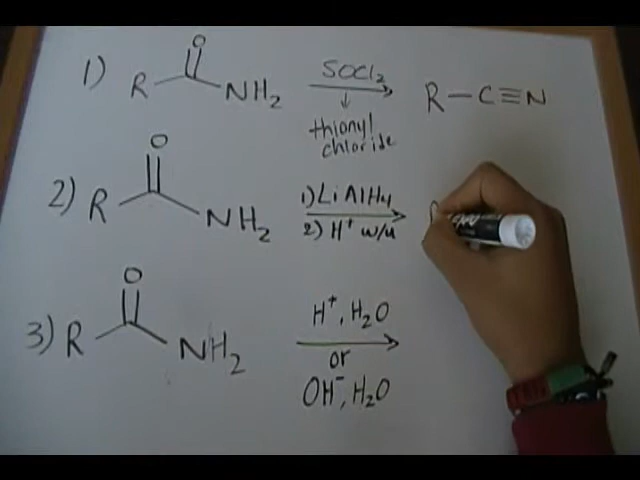 1) R O NH2 SOCl2 R－C≡N
↓
thionyl
chloride
2) R O NH2 1) LiAlH4 R
2) H+ w/u
3) R O NH2 H+, H2O
or
OH-, H2O